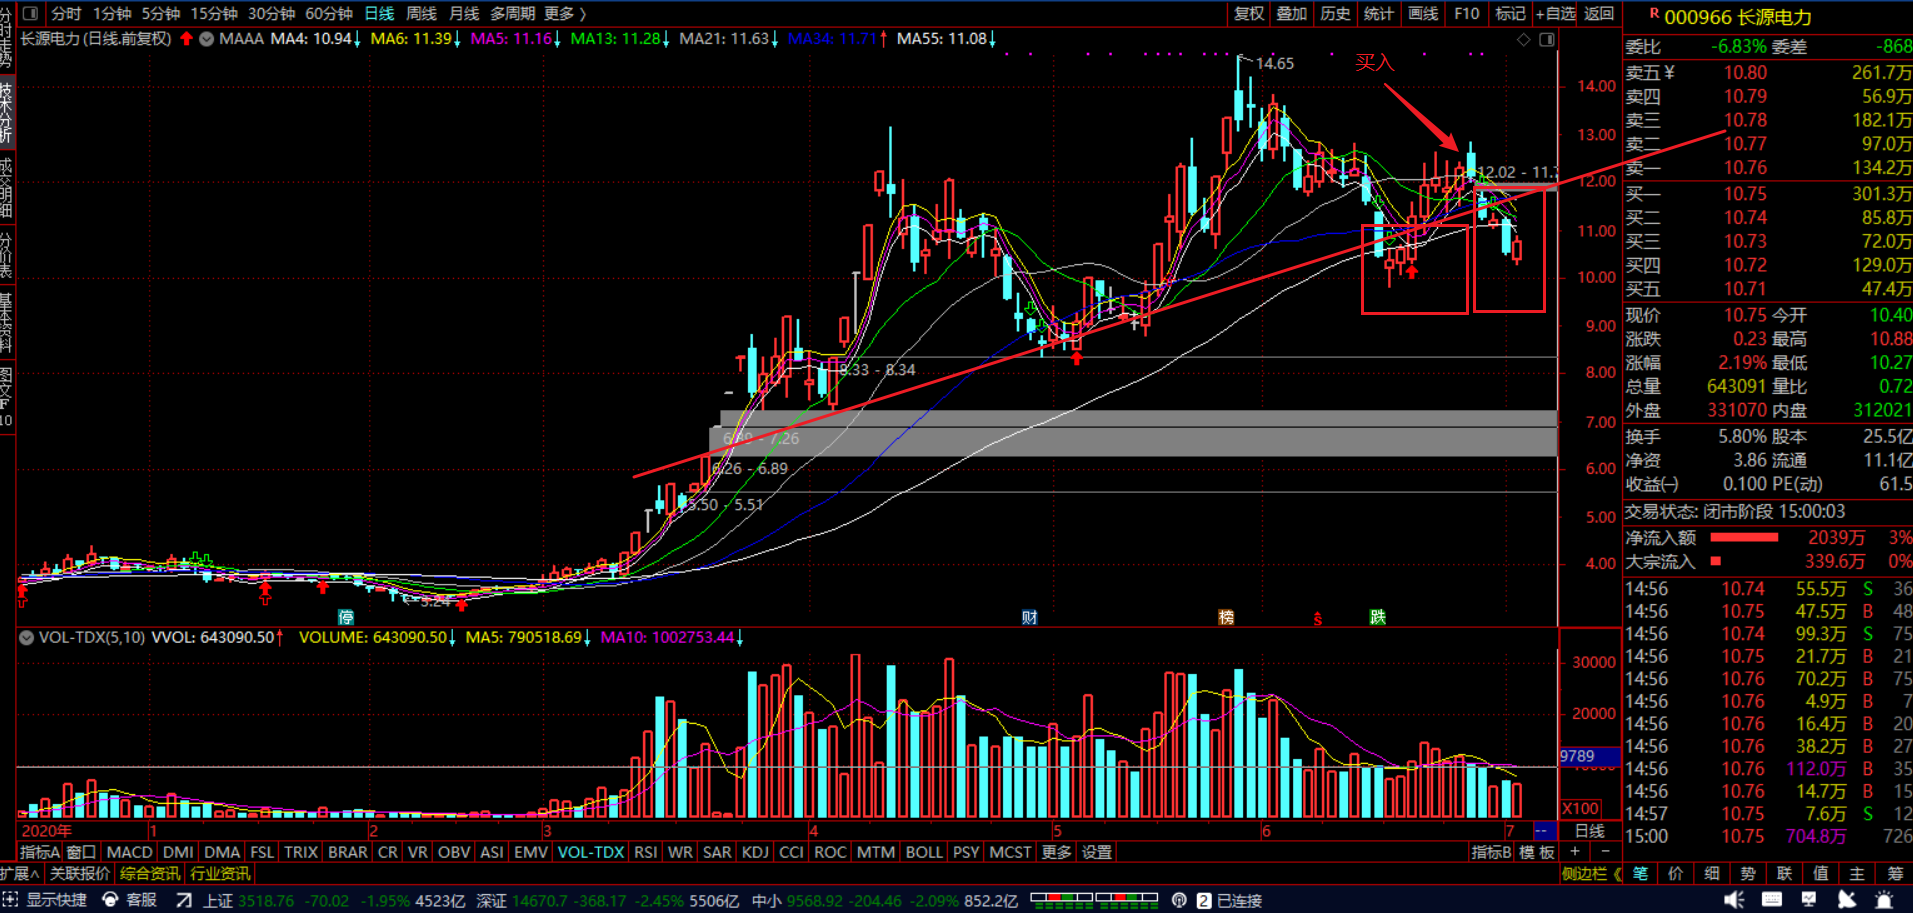 分时 1分钟 5分钟 15分钟 30分钟 60分钟 日线 周线 月线 多周期 更多 〉
复权 叠加 历史 统计 画线 F10 标记 +自选 返回
R 000966 长源电力
长源电力(日线.前复权) MAAA MA4: 10.94↓ MA6: 11.39↓ MA5: 11.16↓ MA13: 11.28↓ MA21: 11.63↓ MA34: 11.71↑ MA55: 11.08↓
分时走势
技术分析
成交明细
分价表
基本资料
图文F10
买入
14.65
12.02 - 11.7
8.33 - 8.34
6.89 - 7.26
6.26 - 6.89
5.50 - 5.51
3.24
14.00
13.00
12.00
11.00
10.00
9.00
8.00
7.00
6.00
5.00
4.00
停 财 榜 $ 跌
VOL-TDX(5,10) VVOL: 643090.50↑ VOLUME: 643090.50↓ MA5: 790518.69↓ MA10: 1002753.44↓
30000
20000
9789
10000
X100
2020年 1 2 3 4 5 6 7 -- 日线
指标A 窗口 MACD DMI DMA FSL TRIX BRAR CR VR OBV ASI EMV VOL-TDX RSI WR SAR KDJ CCI ROC MTM BOLL PSY MCST 更多 设置 指标B 模板 + -
扩展∧ 关联报价 综合资讯 行业资讯 侧边栏《
委比 -6.83% 委差 -868
卖五 ¥ 10.80 261.7万
卖四 10.79 56.9万
卖三 10.78 182.1万
卖二 10.77 97.0万
卖一 10.76 134.2万
买一 10.75 301.3万
买二 10.74 85.8万
买三 10.73 72.0万
买四 10.72 129.0万
买五 10.71 47.4万
现价 10.75 今开 10.40
涨跌 0.23 最高 10.88
涨幅 2.19% 最低 10.27
总量 643091 量比 0.72
外盘 331070 内盘 312021
换手 5.80% 股本 25.5亿
净资 3.86 流通 11.1亿
收益㈠ 0.100 PE(动) 61.5
交易状态: 闭市阶段 15:00:03
净流入额 2039万 3%
大宗流入 339.6万 0%
14:56 10.74 55.5万 S 36
14:56 10.75 47.5万 B 48
14:56 10.74 99.3万 S 75
14:56 10.75 21.7万 B 21
14:56 10.75 70.2万 B 75
14:56 10.76 4.9万 B 7
14:56 10.76 16.4万 B 20
14:56 10.76 38.2万 B 27
14:56 10.76 112.0万 B 35
14:56 10.76 14.7万 B 15
14:57 10.75 7.6万 S 12
15:00 10.75 704.8万 726
笔 价 细 势 联 值 主 筹
显示快捷 客服 上证 3518.76 -70.02 -1.95% 4523亿 深证 14670.7 -368.17 -2.45% 5506亿 中小 9568.92 -204.46 -2.09% 852.2亿 2 已连接